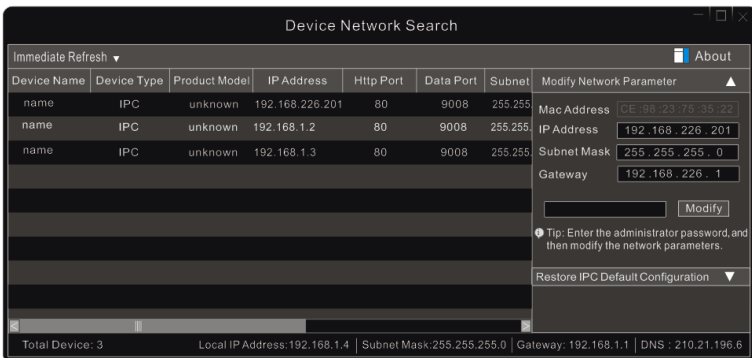 Device Network Search
Immediate Refresh
About
Device Name Device Type Product Model IP Address Http Port Data Port Subnet
name IPC unknown 192.168.226.201 80 9008 255.255
name IPC unknown 192.168.1.2 80 9008 255.255.
name IPC unknown 192.168.1.3 80 9008 255.255.
Modify Network Parameter
Mac Address CE:98:23:75:35:22
IP Address 192.168.226.201
Subnet Mask 255.255.255.0
Gateway 192.168.226.1
Modify
Tip: Enter the administrator password,and
then modify the network parameters.
Restore IPC Default Configuration
Total Device: 3 Local IP Address:192.168.1.4 Subnet Mask:255.255.255.0 Gateway: 192.168.1.1 DNS : 210.21.196.6